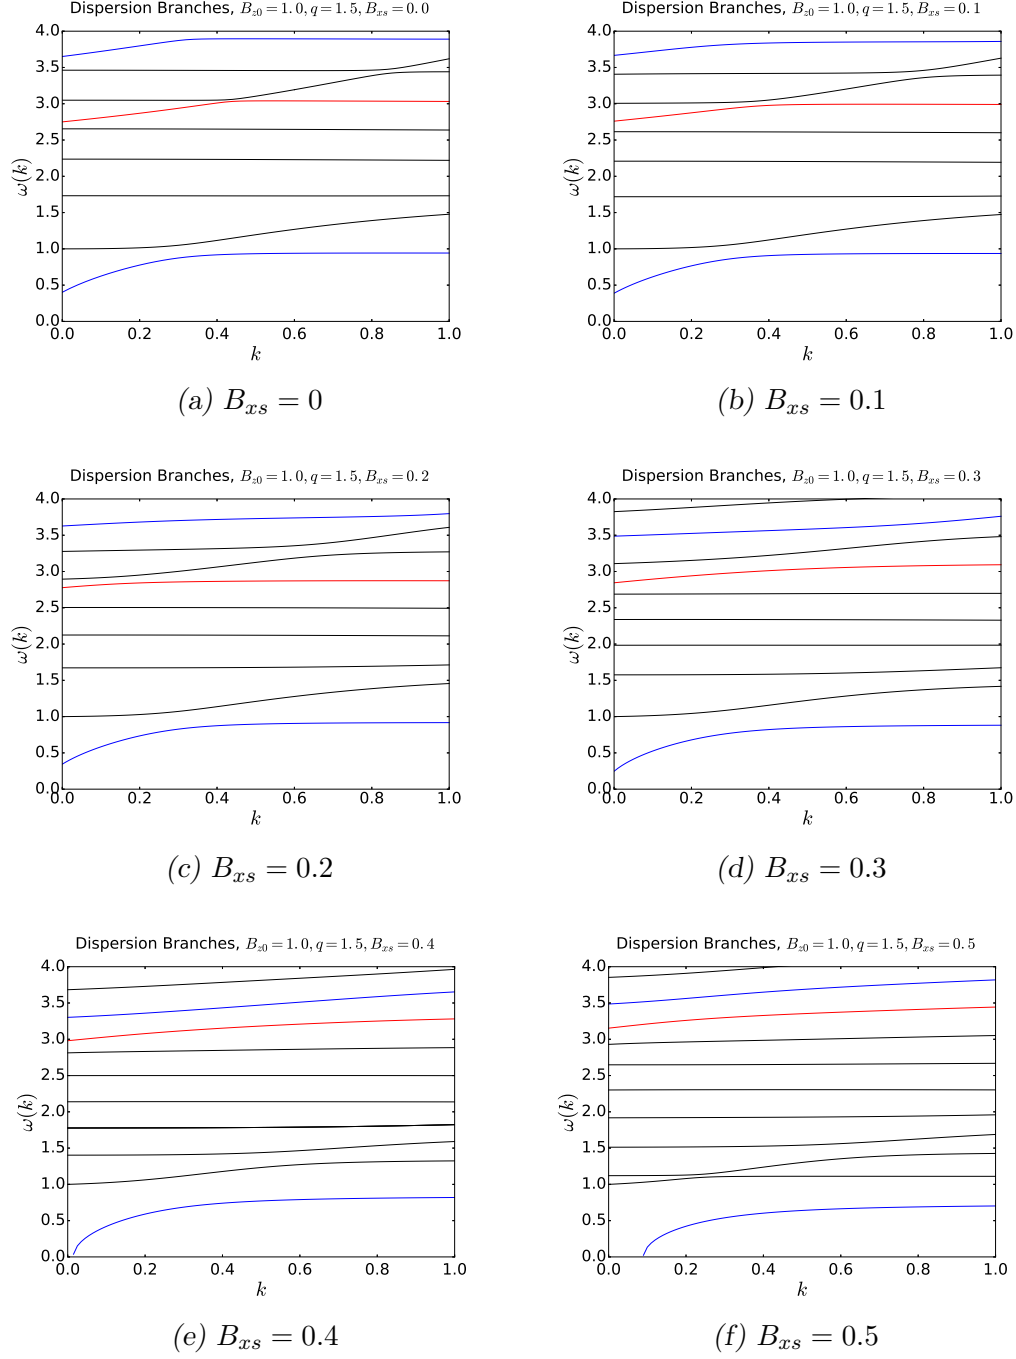 Dispersion Branches, B_{z0} = 1.0, q = 1.5, B_{xs} = 0.0
4.0
3.5
3.0
2.5
2.0
1.5
1.0
0.5
0.0
ω(k)
0.0 0.2 0.4 0.6 0.8 1.0
k
(a) B_{xs} = 0
Dispersion Branches, B_{z0} = 1.0, q = 1.5, B_{xs} = 0.1
4.0
3.5
3.0
2.5
2.0
1.5
1.0
0.5
0.0
ω(k)
0.0 0.2 0.4 0.6 0.8 1.0
k
(b) B_{xs} = 0.1
Dispersion Branches, B_{z0} = 1.0, q = 1.5, B_{xs} = 0.2
4.0
3.5
3.0
2.5
2.0
1.5
1.0
0.5
0.0
ω(k)
0.0 0.2 0.4 0.6 0.8 1.0
k
(c) B_{xs} = 0.2
Dispersion Branches, B_{z0} = 1.0, q = 1.5, B_{xs} = 0.3
4.0
3.5
3.0
2.5
2.0
1.5
1.0
0.5
0.0
ω(k)
0.0 0.2 0.4 0.6 0.8 1.0
k
(d) B_{xs} = 0.3
Dispersion Branches, B_{z0} = 1.0, q = 1.5, B_{xs} = 0.4
4.0
3.5
3.0
2.5
2.0
1.5
1.0
0.5
0.0
ω(k)
0.0 0.2 0.4 0.6 0.8 1.0
k
(e) B_{xs} = 0.4
Dispersion Branches, B_{z0} = 1.0, q = 1.5, B_{xs} = 0.5
4.0
3.5
3.0
2.5
2.0
1.5
1.0
0.5
0.0
ω(k)
0.0 0.2 0.4 0.6 0.8 1.0
k
(f) B_{xs} = 0.5